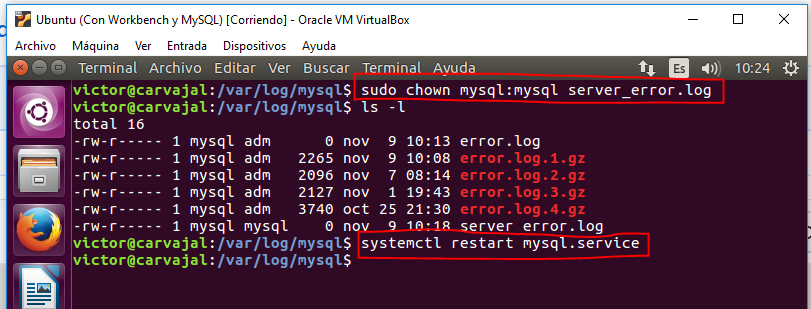 Ubuntu (Con Workbench y MySQL) [Corriendo] - Oracle VM VirtualBox
Archivo Máquina Ver Entrada Dispositivos Ayuda
Terminal Archivo Editar Ver Buscar Terminal Ayuda Es 10:24
victor@carvajal:/var/log/mysql$ sudo chown mysql:mysql server_error.log
victor@carvajal:/var/log/mysql$ ls -l
total 16
-rw-r----- 1 mysql adm 0 nov 9 10:13 error.log
-rw-r----- 1 mysql adm 2265 nov 9 10:08 error.log.1.gz
-rw-r----- 1 mysql adm 2096 nov 7 08:14 error.log.2.gz
-rw-r----- 1 mysql adm 2127 nov 1 19:43 error.log.3.gz
-rw-r----- 1 mysql adm 3740 oct 25 21:30 error.log.4.gz
-rw-r----- 1 mysql mysql 0 nov 9 10:18 server error.log
victor@carvajal:/var/log/mysql$ systemctl restart mysql.service
victor@carvajal:/var/log/mysql$